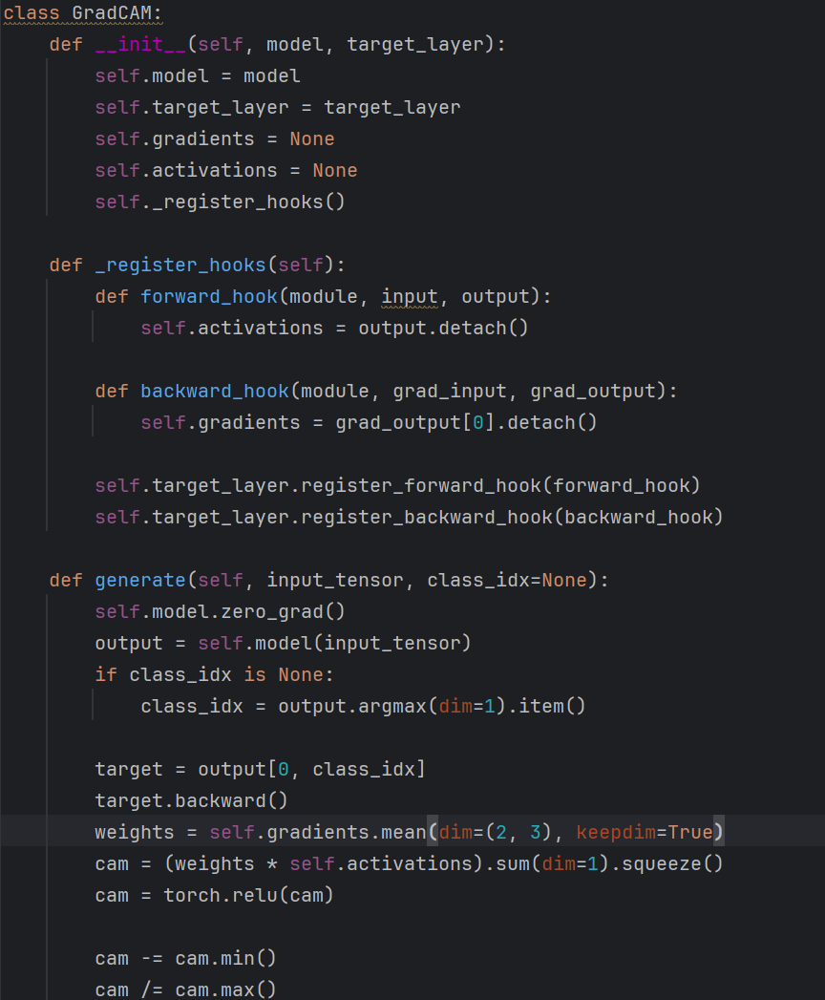 class GradCAM:
    def __init__(self, model, target_layer):
        self.model = model
        self.target_layer = target_layer
        self.gradients = None
        self.activations = None
        self._register_hooks()

    def _register_hooks(self):
        def forward_hook(module, input, output):
            self.activations = output.detach()

        def backward_hook(module, grad_input, grad_output):
            self.gradients = grad_output[0].detach()

        self.target_layer.register_forward_hook(forward_hook)
        self.target_layer.register_backward_hook(backward_hook)

    def generate(self, input_tensor, class_idx=None):
        self.model.zero_grad()
        output = self.model(input_tensor)
        if class_idx is None:
            class_idx = output.argmax(dim=1).item()

        target = output[0, class_idx]
        target.backward()
        weights = self.gradients.mean(dim=(2, 3), keepdim=True)
        cam = (weights * self.activations).sum(dim=1).squeeze()
        cam = torch.relu(cam)

        cam -= cam.min()
        cam /= cam.max()